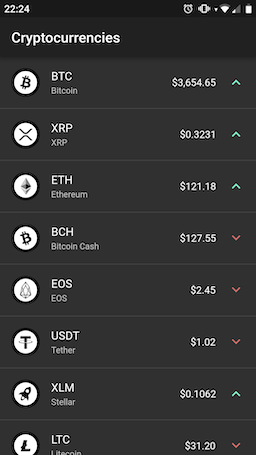 22:24
Cryptocurrencies
BTC
Bitcoin
$3,654.65
XRP
XRP
$0.3231
ETH
Ethereum
$121.18
BCH
Bitcoin Cash
$127.55
EOS
EOS
$2.45
USDT
Tether
$1.02
XLM
Stellar
$0.1062
LTC
Litecoin
$31.20